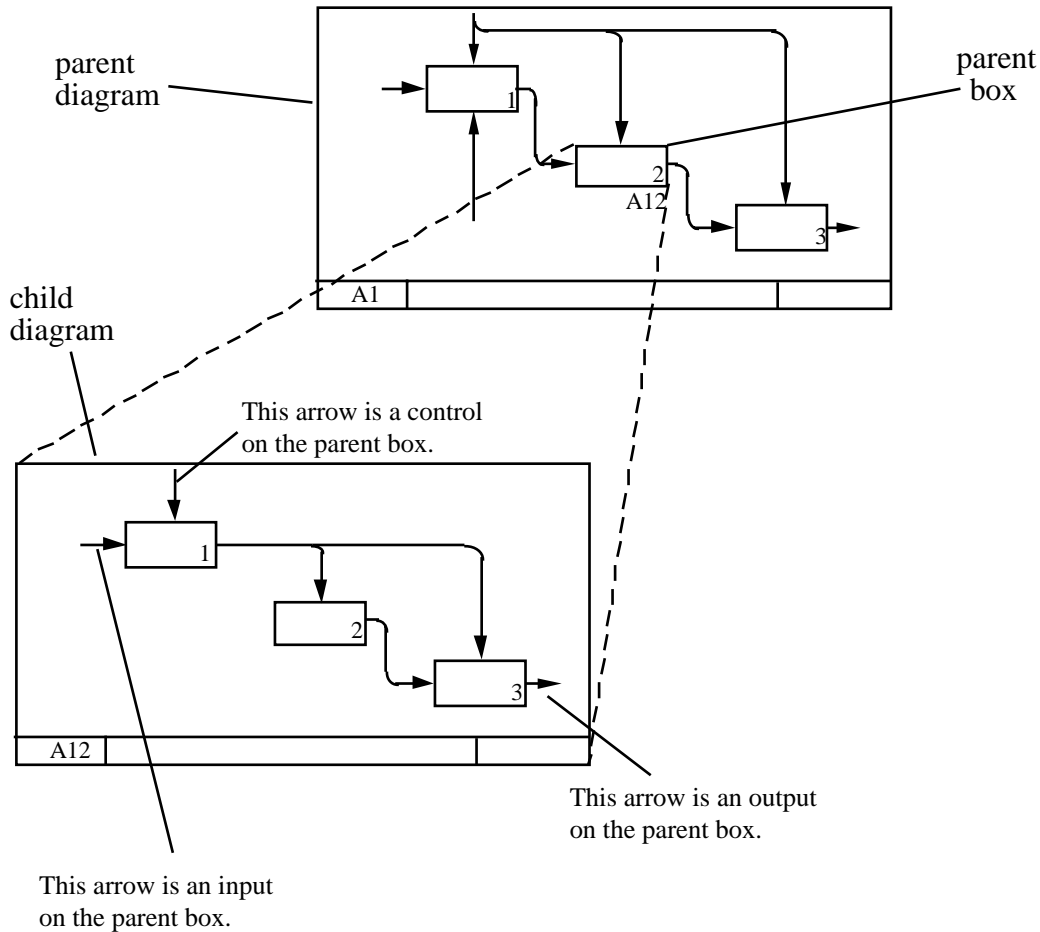 parent
diagram
parent
box
1
2
A12
3
A1
child
diagram
This arrow is a control
on the parent box.
1
2
3
A12
This arrow is an output
on the parent box.
This arrow is an input
on the parent box.